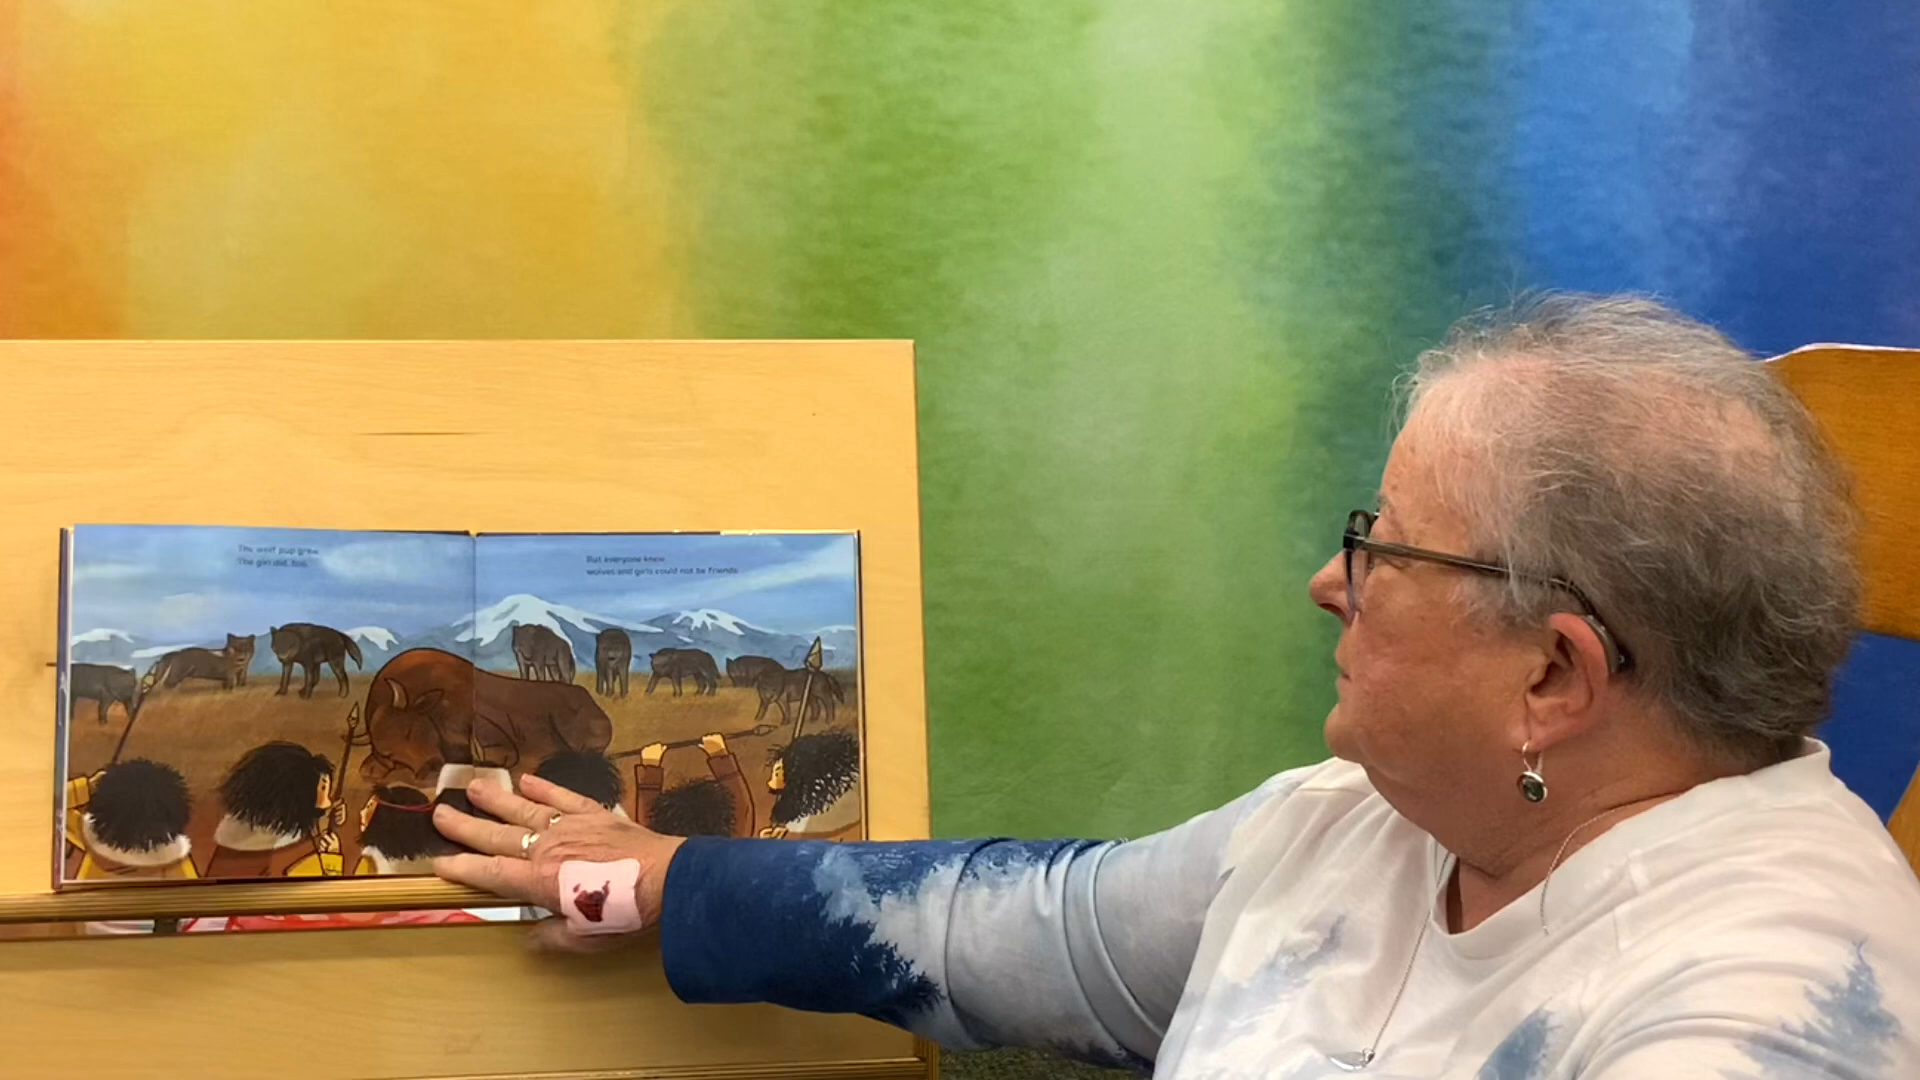 The wolf pup grew.
The girl did, too.
But everyone knew
wolves and girls could not be friends.